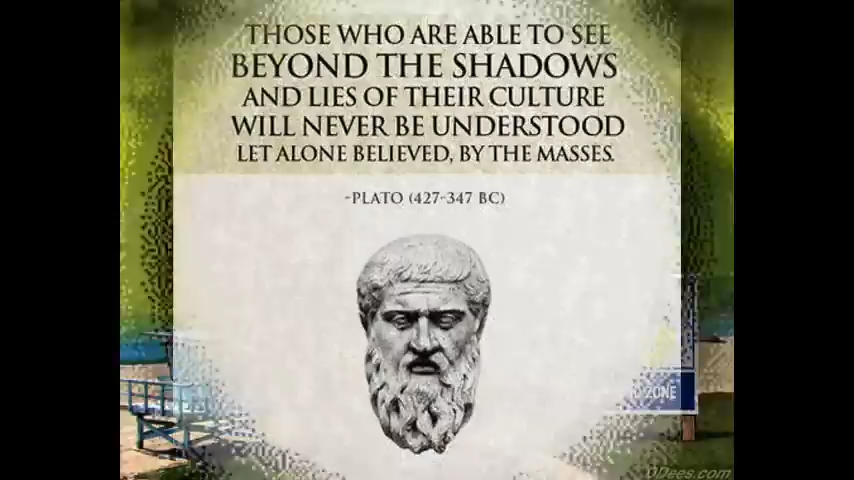 THOSE WHO ARE ABLE TO SEE
BEYOND THE SHADOWS
AND LIES OF THEIR CULTURE
WILL NEVER BE UNDERSTOOD
LET ALONE BELIEVED, BY THE MASSES.
-PLATO (427-347 BC)
ZONE
DDees.com